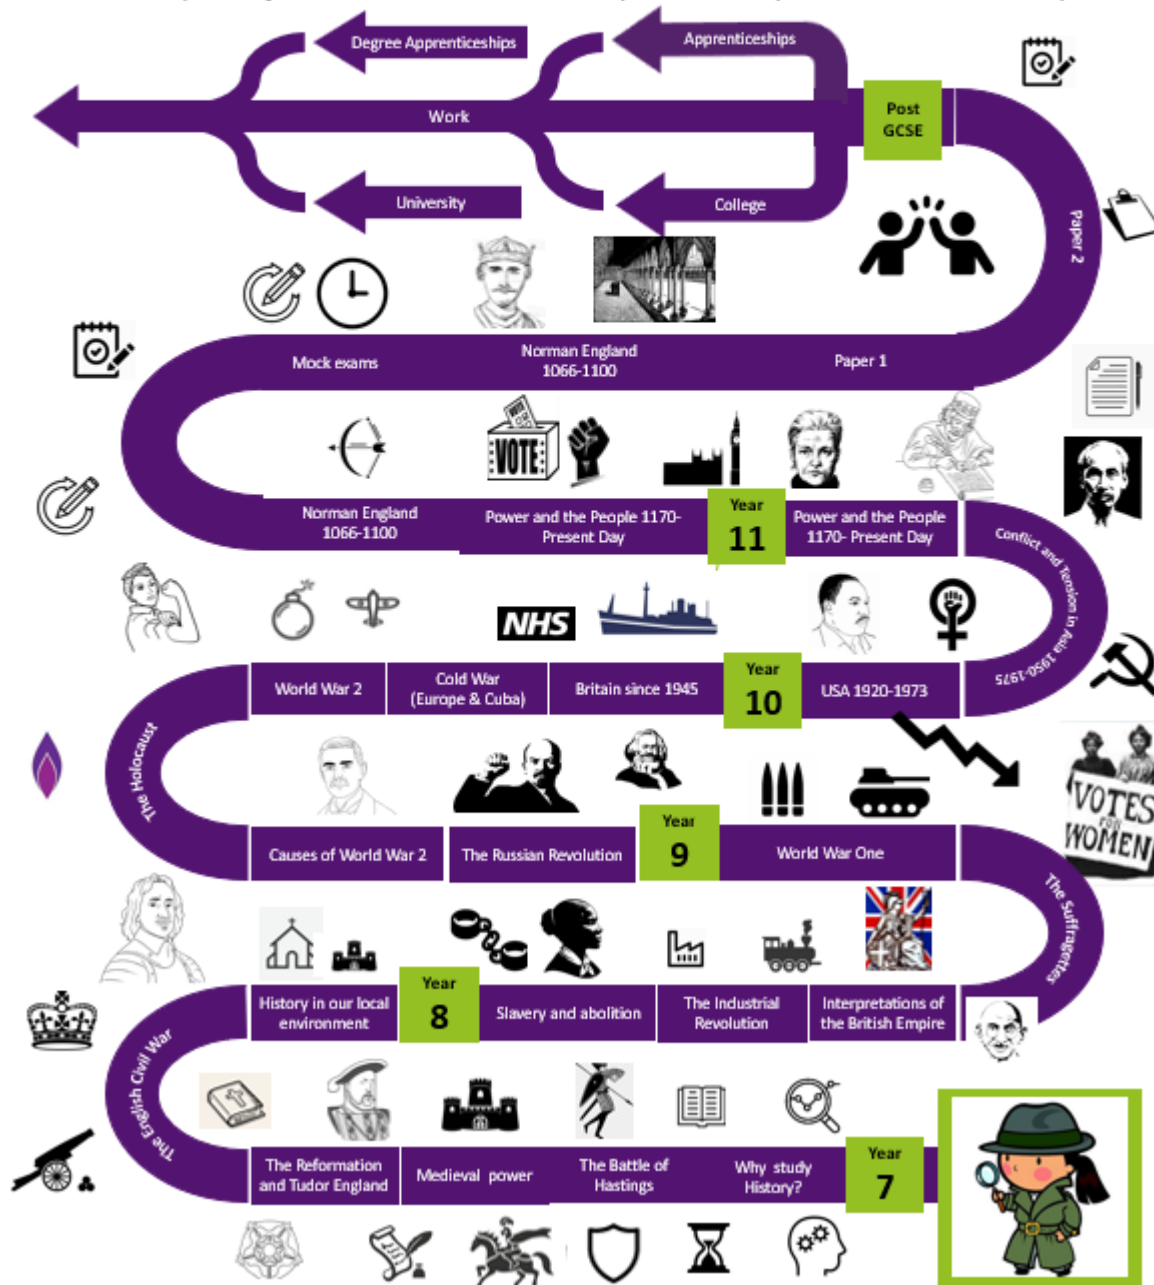 Degree Apprenticeships
Apprenticeships
Work
Post
GCSE
University
College
Paper 2
Mock exams
Norman England
1066-1100
Paper 1
VOTE
VOTE
Norman England
1066-1100
Power and the People 1170-
Present Day
Year
11
Power and the People
1170- Present Day
Conflict and Tension in Asia 1950-1975
NHS
World War 2
Cold War
(Europe & Cuba)
Britain since 1945
Year
10
USA 1920-1973
The Holocaust
VOTES
FOR
WOMEN
Causes of World War 2
The Russian Revolution
Year
9
World War One
The Suffragettes
History in our local
environment
Year
8
Slavery and abolition
The Industrial
Revolution
Interpretations of
the British Empire
The English Civil War
The Reformation
and Tudor England
Medieval power
The Battle of
Hastings
Why study
History?
Year
7